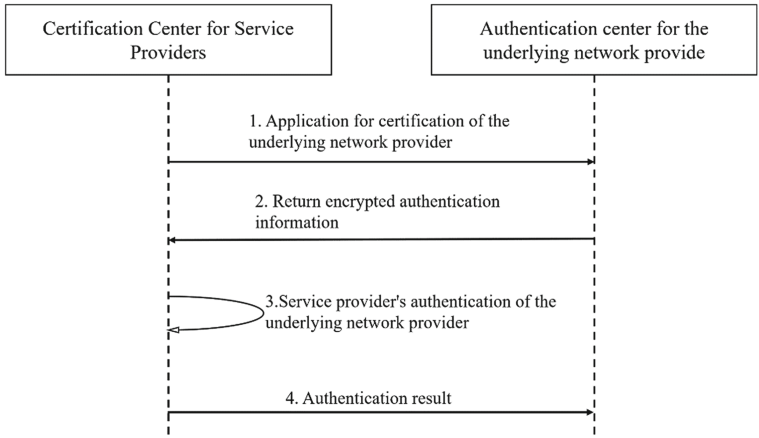 Certification Center for Service
Providers
Authentication center for the
underlying network provide
1. Application for certification of the
underlying network provider
2. Return encrypted authentication
information
3.Service provider's authentication of the
underlying network provider
4. Authentication result